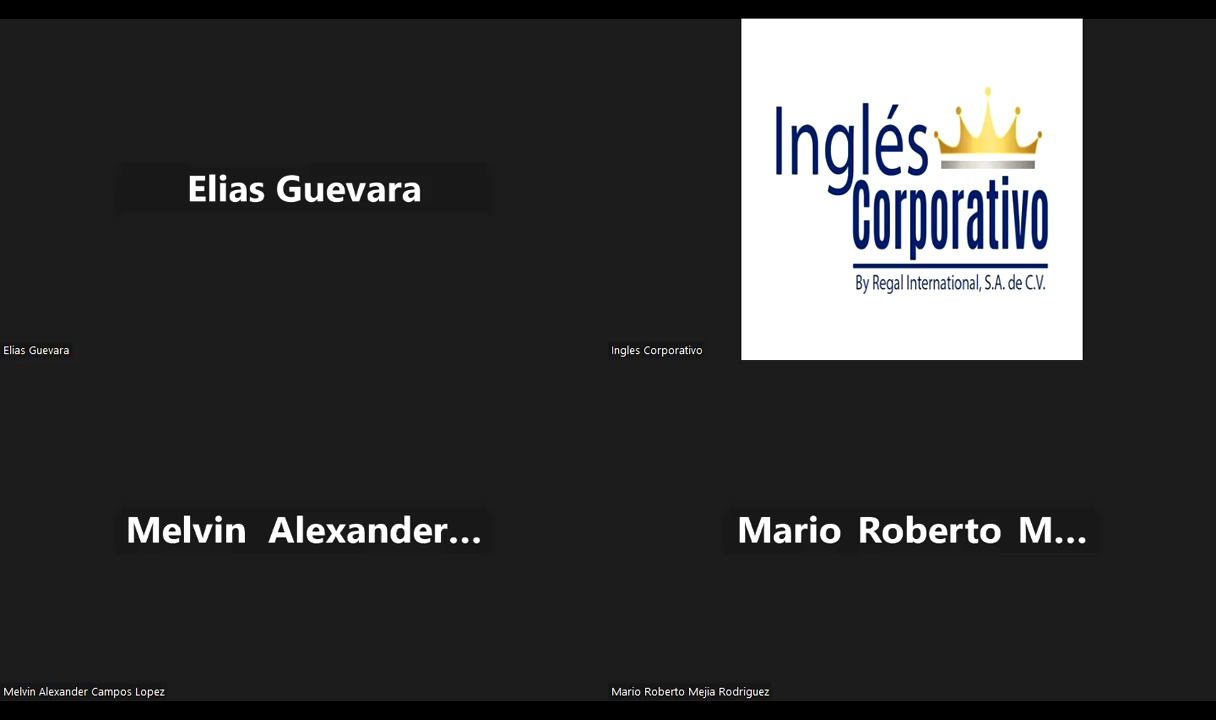 Elias Guevara
Elias Guevara
Inglés
Corporativo
By Regal International, S.A. de C.V.
Ingles Corporativo
Melvin Alexander...
Melvin Alexander Campos Lopez
Mario Roberto M...
Mario Roberto Mejia Rodriguez